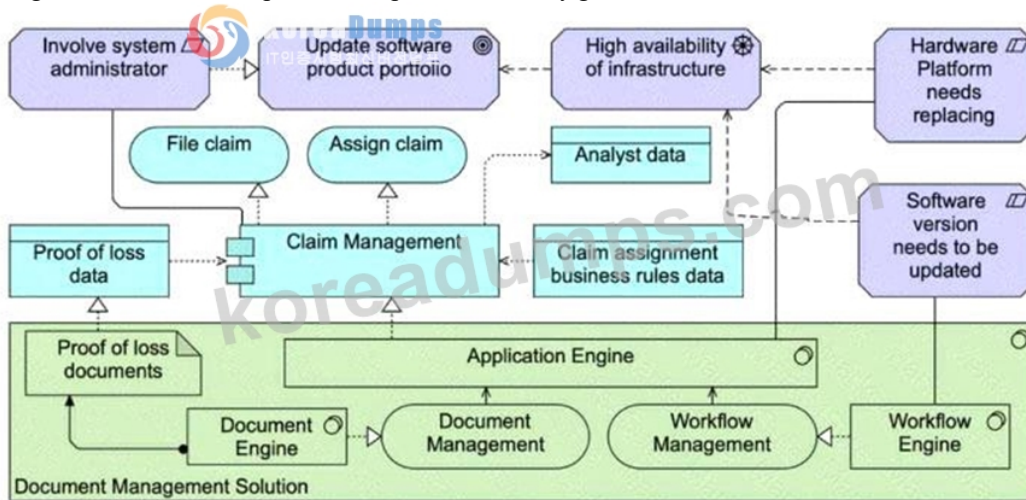 KoreaDumps
Involve system
administrator
Update software
product portfolio
High availability
of infrastructure
Hardware
Platform
needs
replacing
File claim
Assign claim
Analyst data
Software
version
needs to be
updated
Proof of loss
data
Claim Management
Claim assignment
business rules data
koreadumps.com
Proof of loss
documents
Application Engine
Document
Engine
Document
Management
Workflow
Management
Workflow
Engine
Document Management Solution